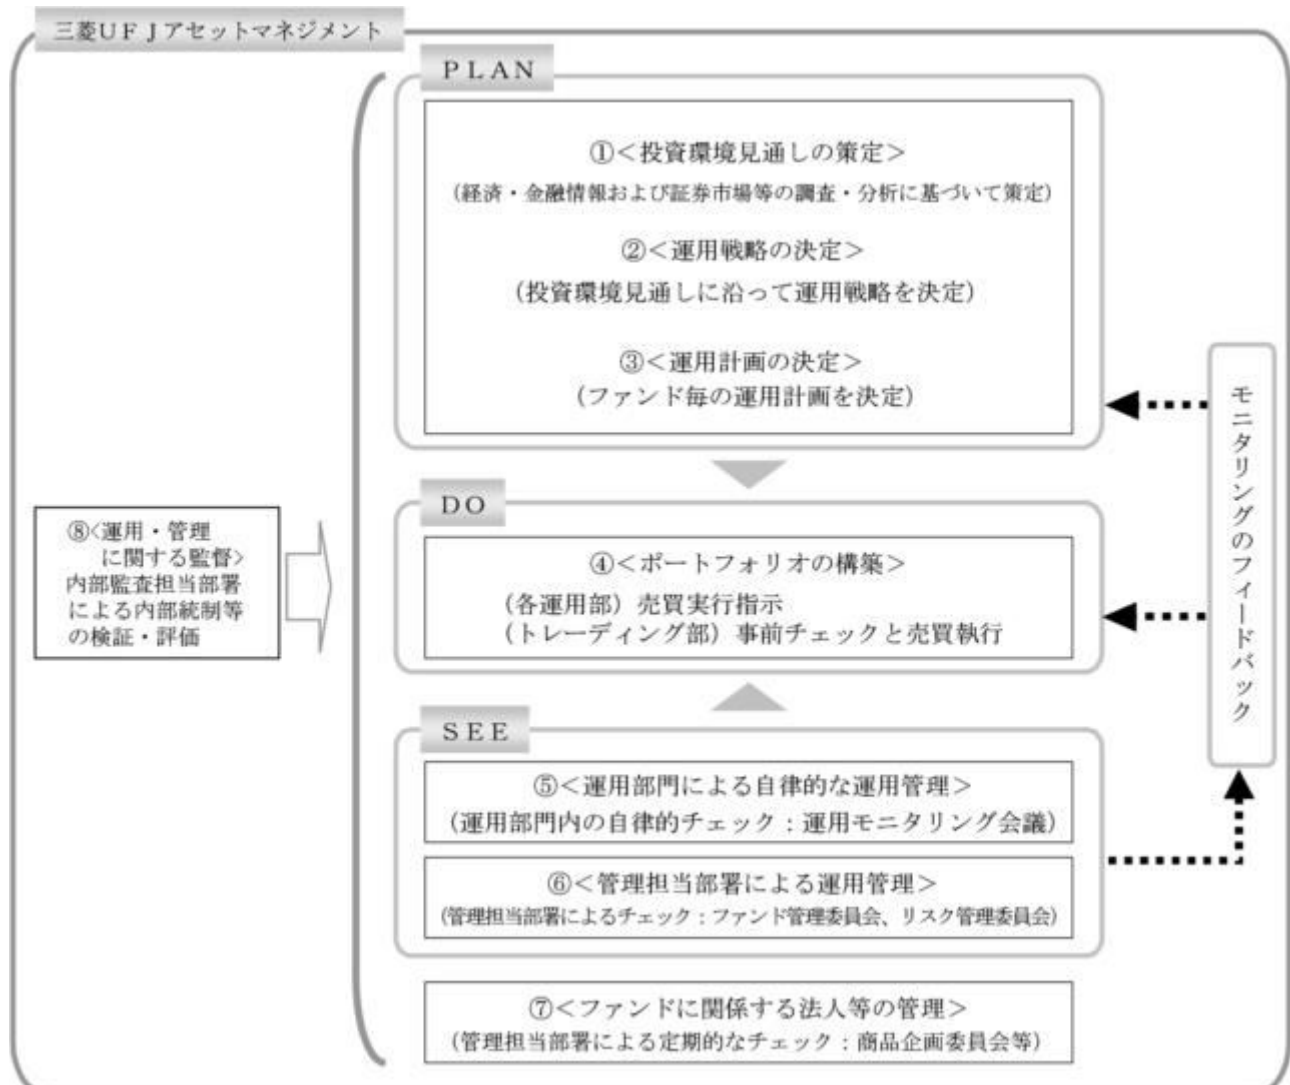 三菱ＵＦＪアセットマネジメント
ＰＬＡＮ
①＜投資環境見通しの策定＞
（経済・金融情報および証券市場等の調査・分析に基づいて策定）
②＜運用戦略の決定＞
（投資環境見通しに沿って運用戦略を決定）
③＜運用計画の決定＞
（ファンド毎の運用計画を決定）
ＤＯ
④＜ポートフォリオの構築＞
（各運用部）売買実行指示
（トレーディング部）事前チェックと売買執行
ＳＥＥ
⑤＜運用部門による自律的な運用管理＞
（運用部門内の自律的チェック：運用モニタリング会議）
⑥＜管理担当部署による運用管理＞
（管理担当部署によるチェック：ファンド管理委員会、リスク管理委員会）
⑦＜ファンドに関係する法人等の管理＞
（管理担当部署による定期的なチェック：商品企画委員会等）
⑧<運用・管理
に関する監督>
内部監査担当部署
による内部統制等
の検証・評価
モニタリングのフィードバック